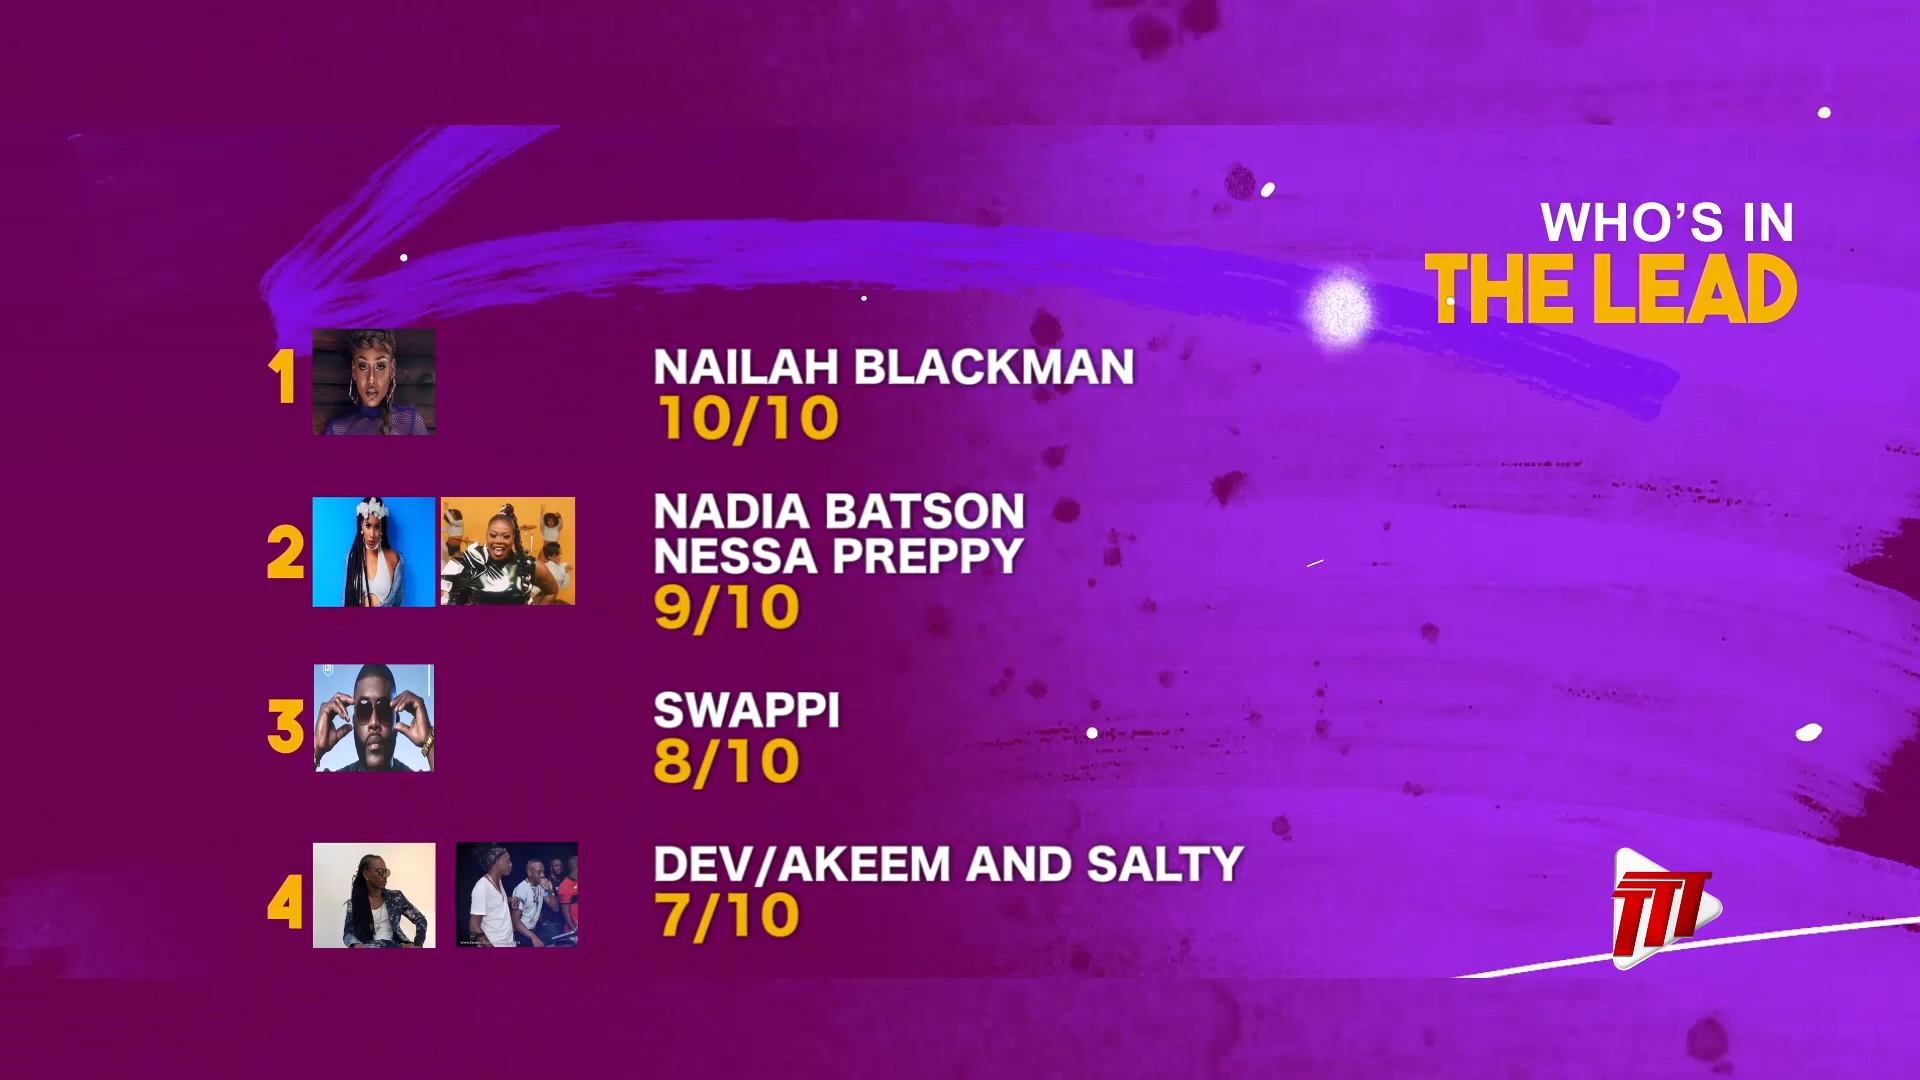 WHO'S IN
THE LEAD
1
NAILAH BLACKMAN
10/10
2
NADIA BATSON
NESSA PREPPY
9/10
3
SWAPPI
8/10
4
DEV/AKEEM AND SALTY
7/10
TTT